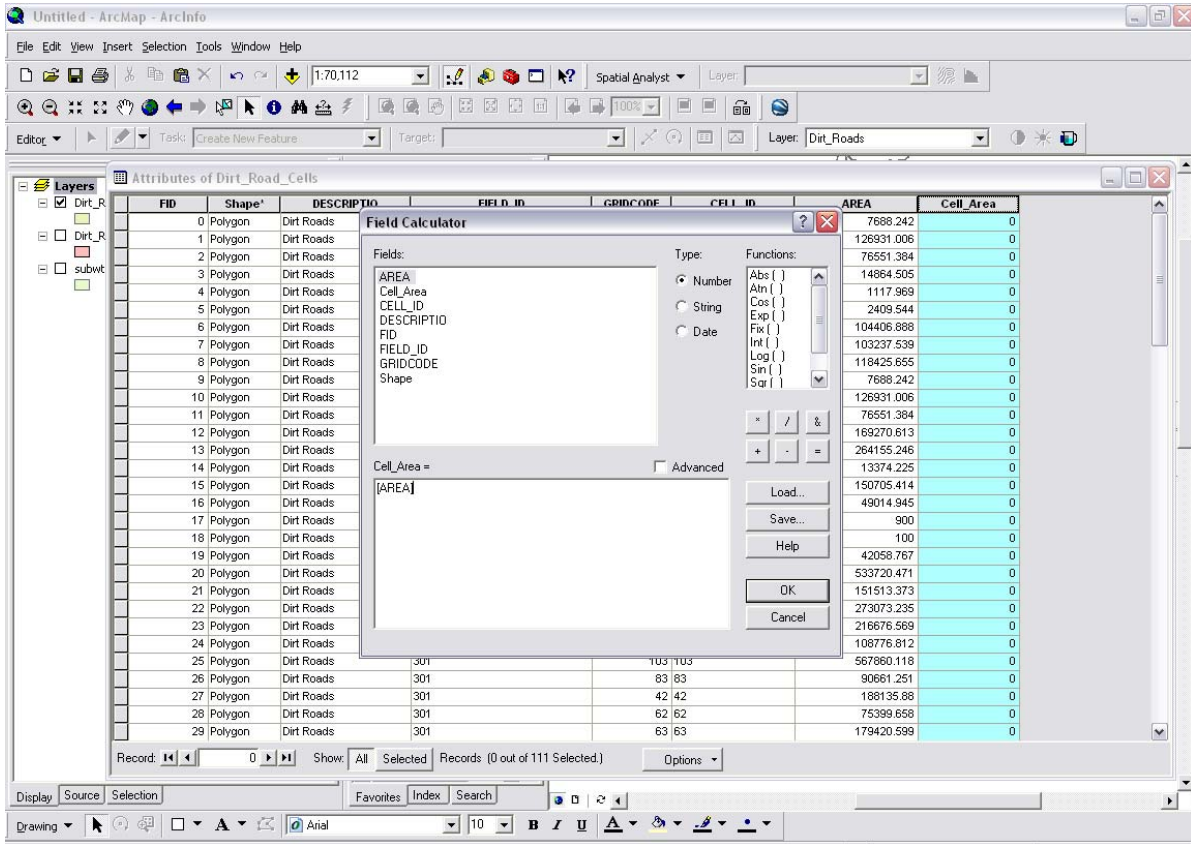 Untitled - ArcMap - ArcInfo
File Edit View Insert Selection Tools Window Help
1:70,112 Spatial Analyst Layer:
100%
Editor Task: Create New Feature Target: Layer: Dirt_Roads
Layers
Dirt_R
Dirt_R
subwt
Attributes of Dirt_Road_Cells
FID Shape* DESCRIPTIO FIELD_ID GRIDCODE CELL_ID AREA Cell_Area
0 Polygon Dirt Roads 7688.242 0
1 Polygon Dirt Roads 126931.006 0
2 Polygon Dirt Roads 76551.384 0
3 Polygon Dirt Roads 14864.505 0
4 Polygon Dirt Roads 1117.969 0
5 Polygon Dirt Roads 2409.544 0
6 Polygon Dirt Roads 104406.888 0
7 Polygon Dirt Roads 103237.539 0
8 Polygon Dirt Roads 118425.655 0
9 Polygon Dirt Roads 7688.242 0
10 Polygon Dirt Roads 126931.006 0
11 Polygon Dirt Roads 76551.384 0
12 Polygon Dirt Roads 169270.613 0
13 Polygon Dirt Roads 264155.246 0
14 Polygon Dirt Roads 13374.225 0
15 Polygon Dirt Roads 150705.414 0
16 Polygon Dirt Roads 49014.945 0
17 Polygon Dirt Roads 900 0
18 Polygon Dirt Roads 100 0
19 Polygon Dirt Roads 42058.767 0
20 Polygon Dirt Roads 533720.471 0
21 Polygon Dirt Roads 151513.373 0
22 Polygon Dirt Roads 273073.235 0
23 Polygon Dirt Roads 216676.569 0
24 Polygon Dirt Roads 108776.812 0
25 Polygon Dirt Roads 301 103 103 567860.118 0
26 Polygon Dirt Roads 301 83 83 90661.251 0
27 Polygon Dirt Roads 301 42 42 188135.88 0
28 Polygon Dirt Roads 301 62 62 75399.658 0
29 Polygon Dirt Roads 301 63 63 179420.599 0
Field Calculator
Fields:
AREA
Cell_Area
CELL_ID
DESCRIPTIO
FID
FIELD_ID
GRIDCODE
Shape
Type:
Number
String
Date
Functions:
Abs ( )
Atn ( )
Cos ( )
Exp ( )
Fix ( )
Int ( )
Log ( )
Sin ( )
Sqr ( )
* / &
+ - =
Cell_Area =
Advanced
[AREA]
Load...
Save...
Help
OK
Cancel
Record: 0 Show: All Selected Records (0 out of 111 Selected.) Options
Display Source Selection Favorites Index Search
Drawing A Arial 10 B I U A